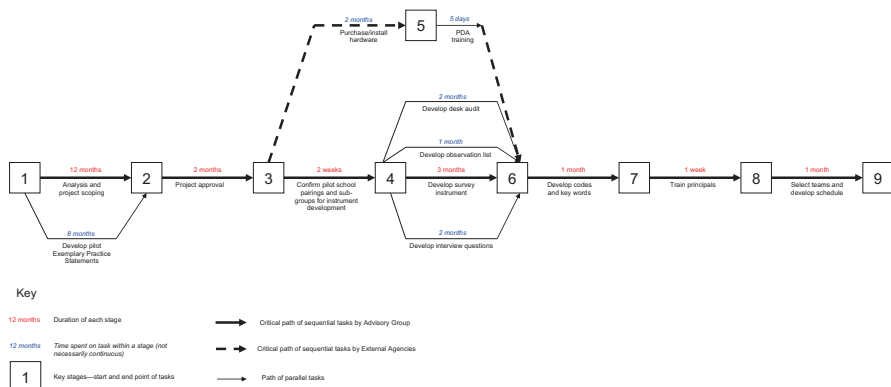 2 months
Purchase/install
hardware
5
5 days
PDA
training
2 months
Develop desk audit
1 month
Develop observation list
1
12 months
Analysis and
project scoping
2
2 months
Project approval
3
2 weeks
Confirm pilot school
pairings and sub-
groups for instrument
development
4
3 months
Develop survey
instrument
6
1 month
Develop codes
and key words
7
1 week
Train principals
8
1 month
Select teams and
develop schedule
9
8 months
Develop pilot
Exemplary Practice
Statements
2 months
Develop interview questions
Key
12 months Duration of each stage
Critical path of sequential tasks by Advisory Group
12 months Time spent on task within a stage (not
necessarily continuous)
Critical path of sequential tasks by External Agencies
1 Key stages—start and end point of tasks
Path of parallel tasks